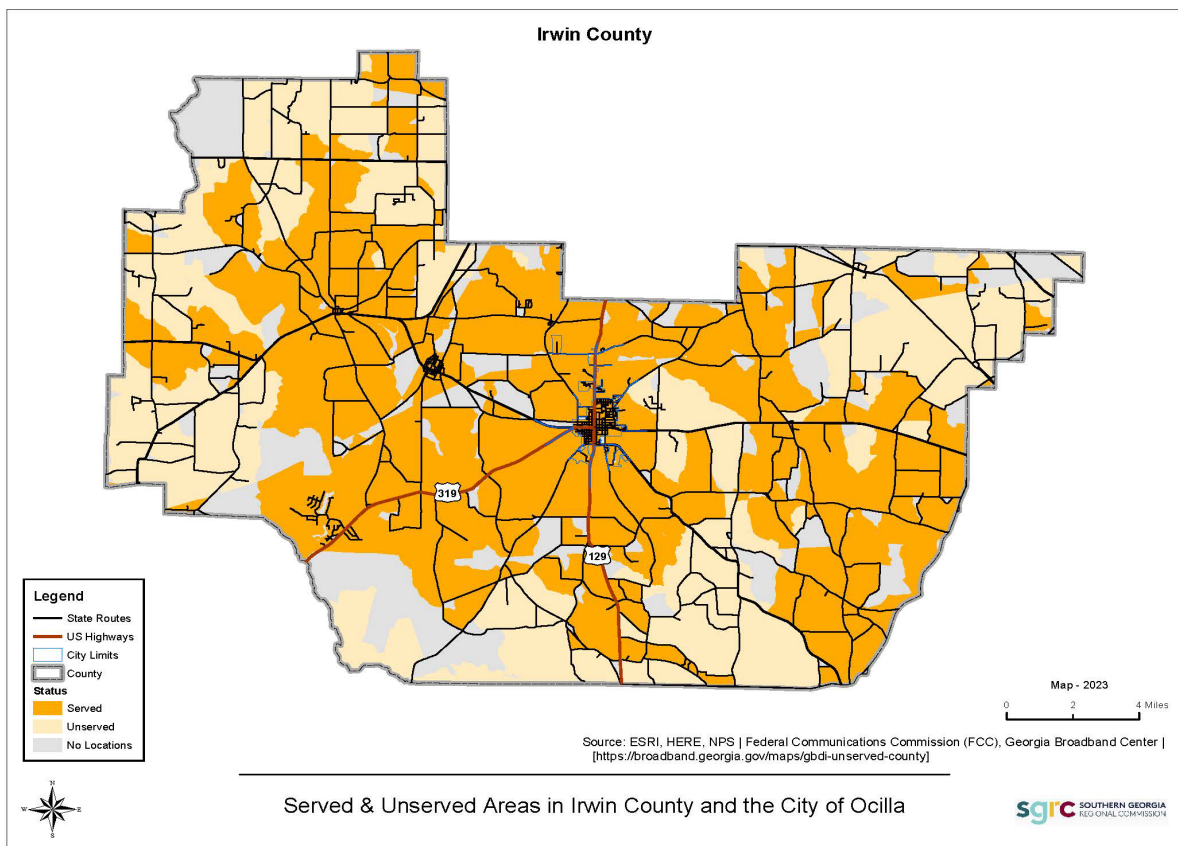 Irwin County
319
129
Legend
State Routes
US Highways
City Limits
County
Status
Served
Unserved
No Locations
Map - 2023
0 2 4 Miles
Source: ESRI, HERE, NPS | Federal Communications Commission (FCC), Georgia Broadband Center |
[https://broadband.georgia.gov/maps/gbdi-unserved-county]
N
W E
S
Served & Unserved Areas in Irwin County and the City of Ocilla
sgrc SOUTHERN GEORGIA
REGIONAL COMMISSION